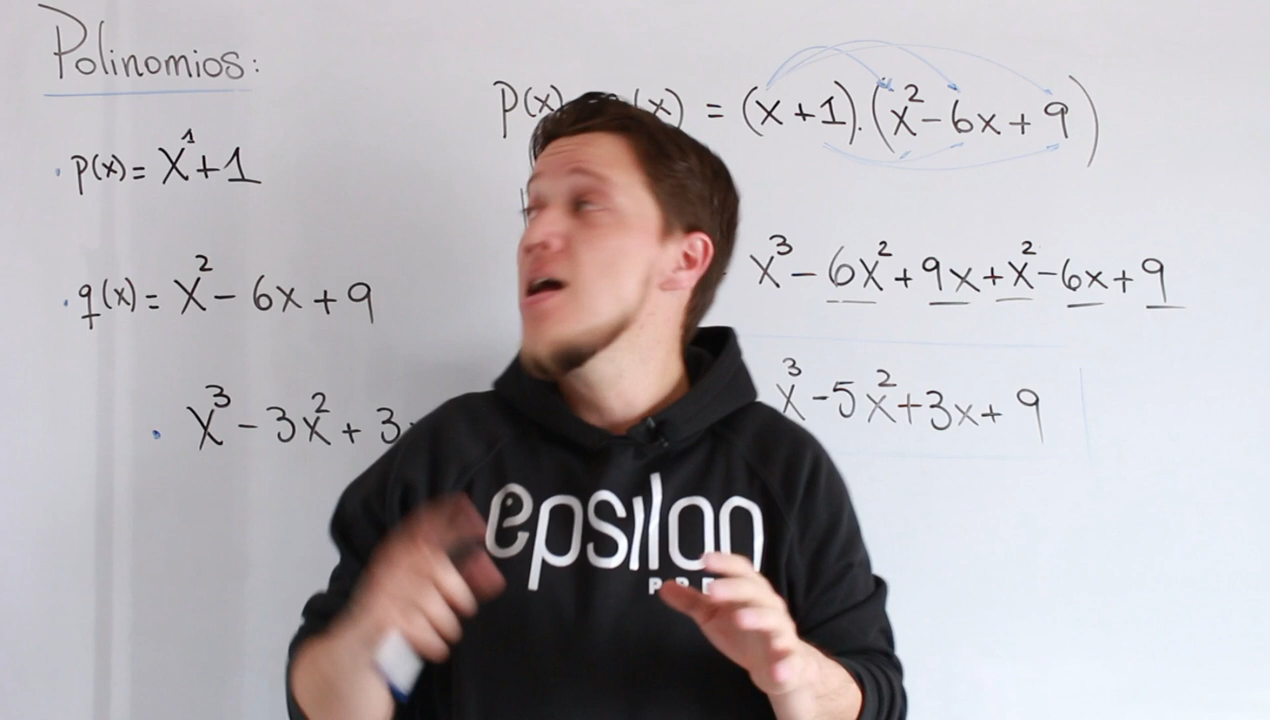 Polinomios:
p(x) = x¹ + 1
q(x) = x² - 6x + 9
x³ - 3x² + 3
p(x) (x) = (x + 1).(x² - 6x + 9)
x³ - 6x² + 9x + x² - 6x + 9
x³ - 5x² + 3x + 9
epsilon